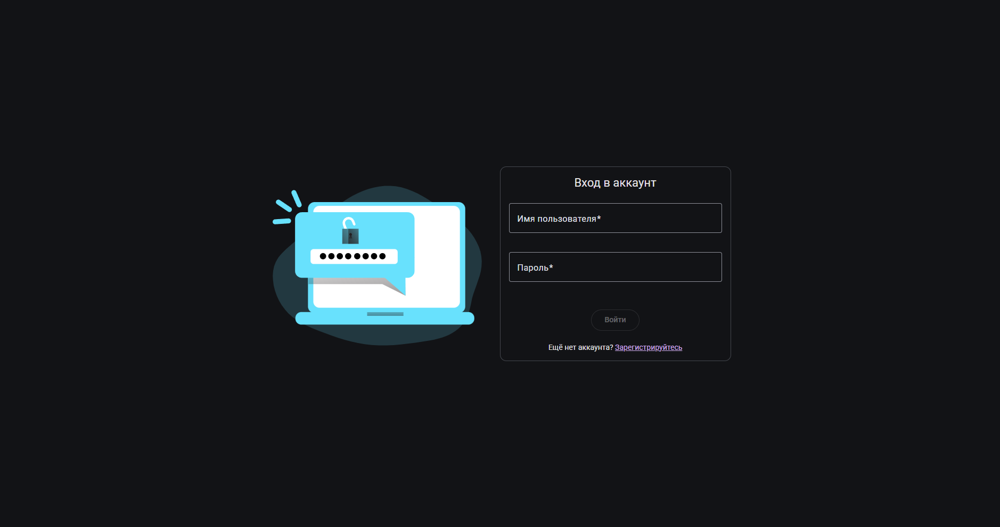 Вход в аккаунт
Имя пользователя*
Пароль*
Войти
Ещё нет аккаунта? Зарегистрируйтесь